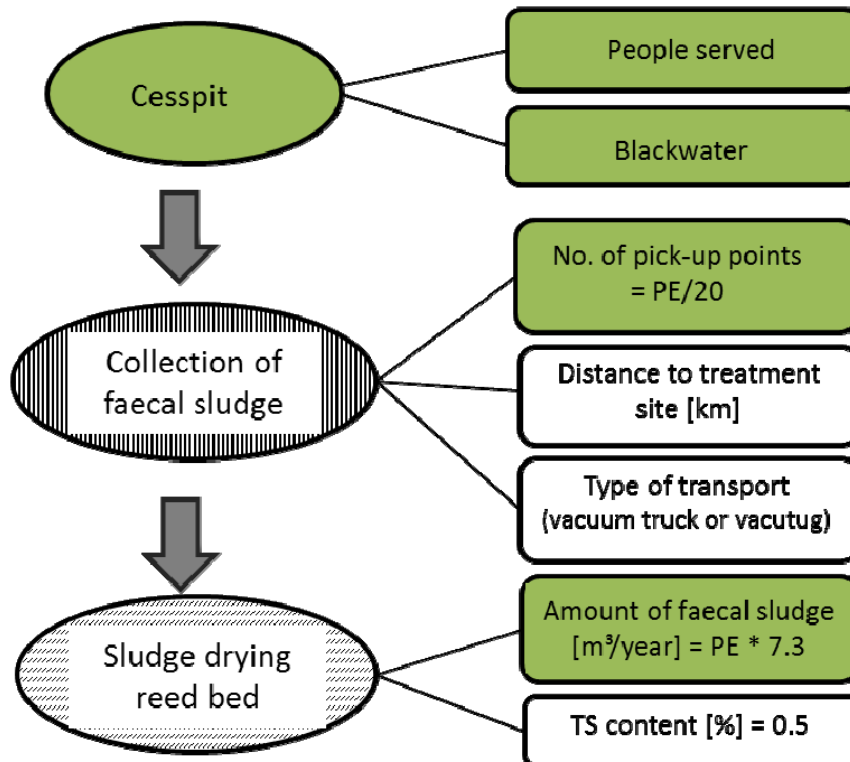 Cesspit
People served
Blackwater
Collection of
faecal sludge
No. of pick-up points
= PE/20
Distance to treatment
site [km]
Type of transport
(vacuum truck or vacutug)
Sludge drying
reed bed
Amount of faecal sludge
[m³/year] = PE * 7.3
TS content [%] = 0.5